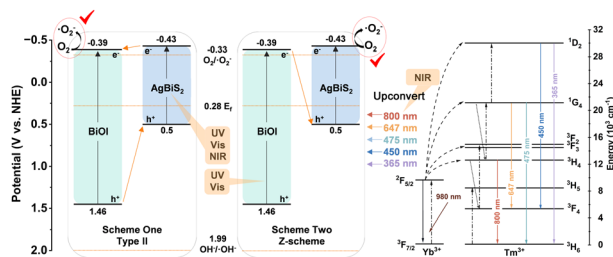 ·O₂⁻
O₂
-0.39
-0.43
e⁻
e⁻
AgBiS₂
BiOI
UV
Vis
NIR
UV
Vis
0.5
h⁺
h⁺
1.46
Scheme One
Type II
-0.33
O₂/·O₂⁻
0.28 Ef
1.99
OH⁻/·OH
-0.39
-0.43
·O₂⁻
O₂
e⁻
e⁻
AgBiS₂
BiOI
0.5
h⁺
h⁺
1.46
Scheme Two
Z-scheme
Potential (V vs. NHE)
-0.5
0.0
0.5
1.0
1.5
2.0
NIR
Upconvert
800 nm
647 nm
475 nm
450 nm
365 nm
²F₅/₂
980 nm
²F₇/₂
Yb³⁺
Tm³⁺
800 nm
647 nm
475 nm
450 nm
365 nm
¹D₂
¹G₄
³F₂
³H₄
³H₅
³F₄
³H₆
Energy (10³ cm⁻¹)
32
28
24
20
16
12
8
4
0